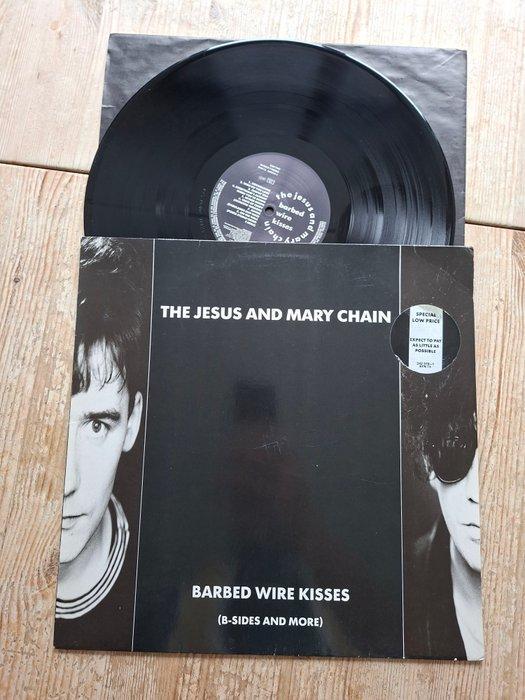 the jesus and mary chain
barbed
wire
kisses
THE JESUS AND MARY CHAIN
SPECIAL
LOW PRICE
EXPECT TO PAY
AS LITTLE AS
POSSIBLE
BARBED WIRE KISSES
(B-SIDES AND MORE)